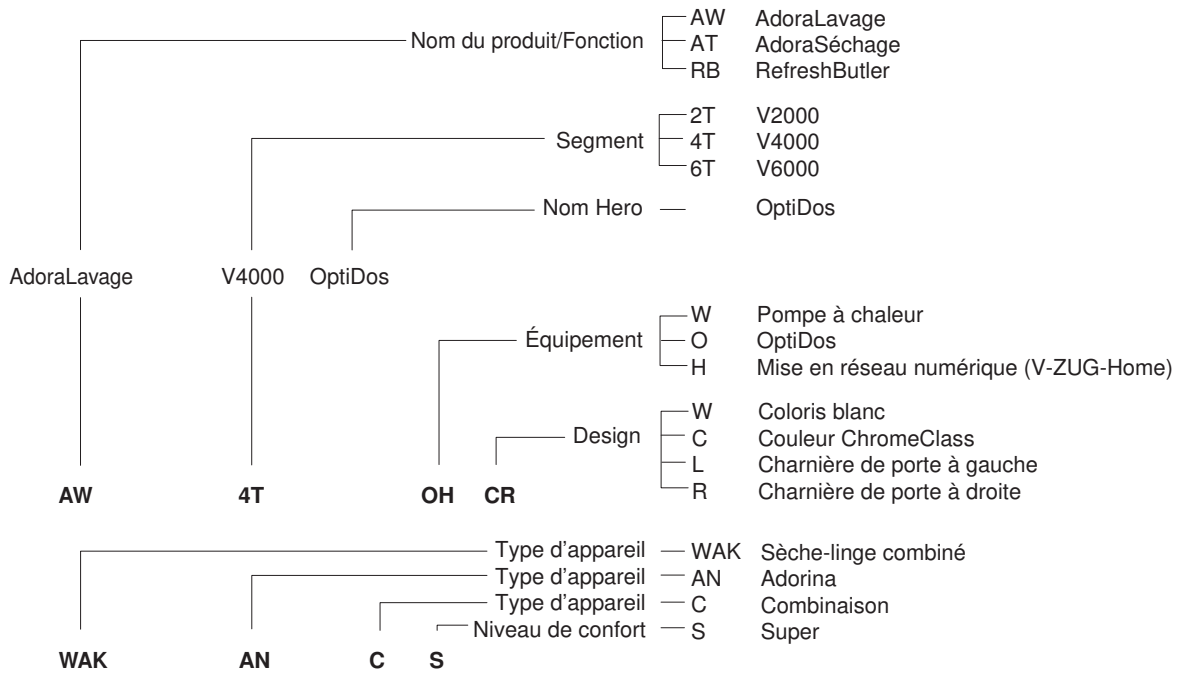 AW AdoraLavage
Nom du produit/Fonction AT AdoraSéchage
RB RefreshButler
2T V2000
Segment 4T V4000
6T V6000
Nom Hero OptiDos
AdoraLavage V4000 OptiDos
W Pompe à chaleur
Équipement O OptiDos
H Mise en réseau numérique (V-ZUG-Home)
W Coloris blanc
Design C Couleur ChromeClass
L Charnière de porte à gauche
R Charnière de porte à droite
AW 4T OH CR
Type d'appareil WAK Sèche-linge combiné
Type d'appareil AN Adorina
Type d'appareil C Combinaison
Niveau de confort S Super
WAK AN C S